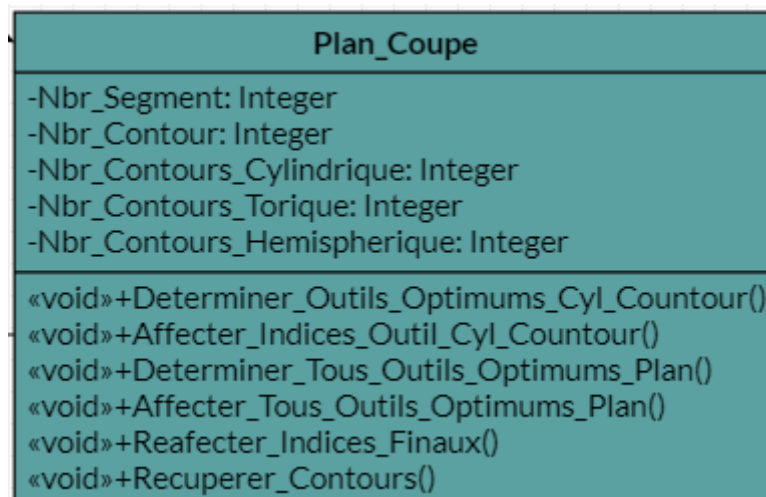 Plan_Coupe
-Nbr_Segment: Integer
-Nbr_Contour: Integer
-Nbr_Contours_Cylindrique: Integer
-Nbr_Contours_Torique: Integer
-Nbr_Contours_Hemispherique: Integer
«void»+Determiner_Outils_Optimums_Cyl_Countour()
«void»+Affecter_Indices_Outil_Cyl_Countour()
«void»+Determiner_Tous_Outils_Optimums_Plan()
«void»+Affecter_Tous_Outils_Optimums_Plan()
«void»+Reafecter_Indices_Finaux()
«void»+Recuperer_Contours()